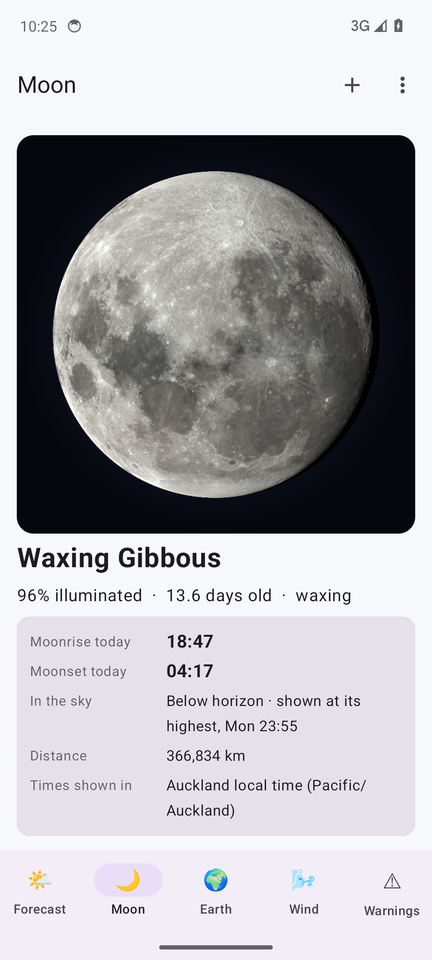 10:25
3G
Moon
Waxing Gibbous
96% illuminated · 13.6 days old · waxing
Moonrise today 18:47
Moonset today 04:17
In the sky Below horizon · shown at its
highest, Mon 23:55
Distance 366,834 km
Times shown in Auckland local time (Pacific/
Auckland)
Forecast Moon Earth Wind Warnings